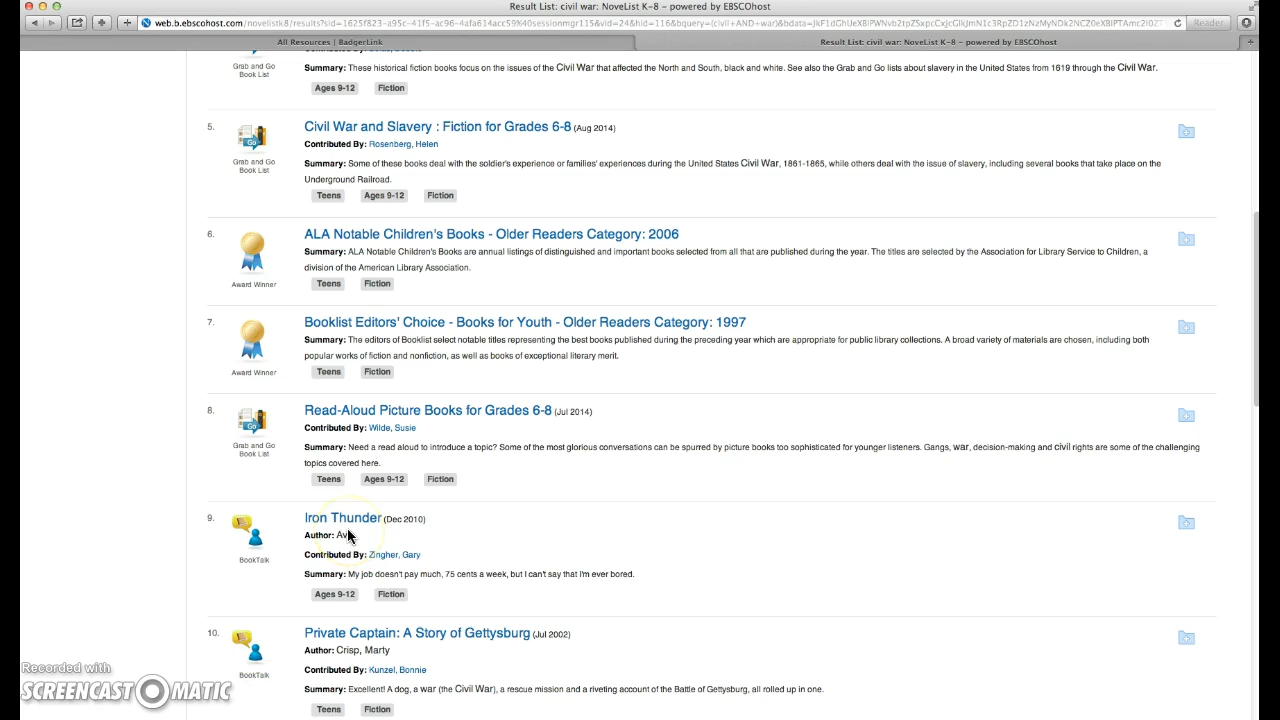 Result List: civil war: NoveList K–8 – powered by EBSCOhost
Reader
All Resources | BadgerLink
Result List: civil war: NoveList K–8 – powered by EBSCOhost
Grab and Go
Book List
Summary: These historical fiction books focus on the issues of the Civil War that affected the North and South, black and white. See also the Grab and Go lists about slavery in the United States from 1619 through the Civil War.
Ages 9-12 Fiction
5. Civil War and Slavery : Fiction for Grades 6-8 (Aug 2014)
Contributed By: Rosenberg, Helen
Grab and Go
Book List
Summary: Some of these books deal with the soldier's experience or families' experiences during the United States Civil War, 1861-1865, while others deal with the issue of slavery, including several books that take place on the
Underground Railroad.
Teens Ages 9-12 Fiction
6. ALA Notable Children's Books - Older Readers Category: 2006
Summary: ALA Notable Children's Books are annual listings of distinguished and important books selected from all that are published during the year. The titles are selected by the Association for Library Service to Children, a
division of the American Library Association.
Award Winner
Teens Fiction
7. Booklist Editors' Choice - Books for Youth - Older Readers Category: 1997
Summary: The editors of Booklist select notable titles representing the best books published during the preceding year which are appropriate for public library collections. A broad variety of materials are chosen, including both
popular works of fiction and nonfiction, as well as books of exceptional literary merit.
Award Winner
Teens Fiction
8. Read-Aloud Picture Books for Grades 6-8 (Jul 2014)
Contributed By: Wilde, Susie
Grab and Go
Book List
Summary: Need a read aloud to introduce a topic? Some of the most glorious conversations can be spurred by picture books too sophisticated for younger listeners. Gangs, war, decision-making and civil rights are some of the challenging
topics covered here.
Teens Ages 9-12 Fiction
9. Iron Thunder (Dec 2010)
Author:
Contributed By: Zingher, Gary
BookTalk
Summary: My job doesn't pay much, 75 cents a week, but I can't say that I'm ever bored.
Ages 9-12 Fiction
10. Private Captain: A Story of Gettysburg (Jul 2002)
Author: Crisp, Marty
Contributed By: Kunzel, Bonnie
BookTalk
Summary: Excellent! A dog, a war (the Civil War), a rescue mission and a riveting account of the Battle of Gettysburg, all rolled up in one.
Teens Fiction
Recorded with
SCREENCAST O MATIC